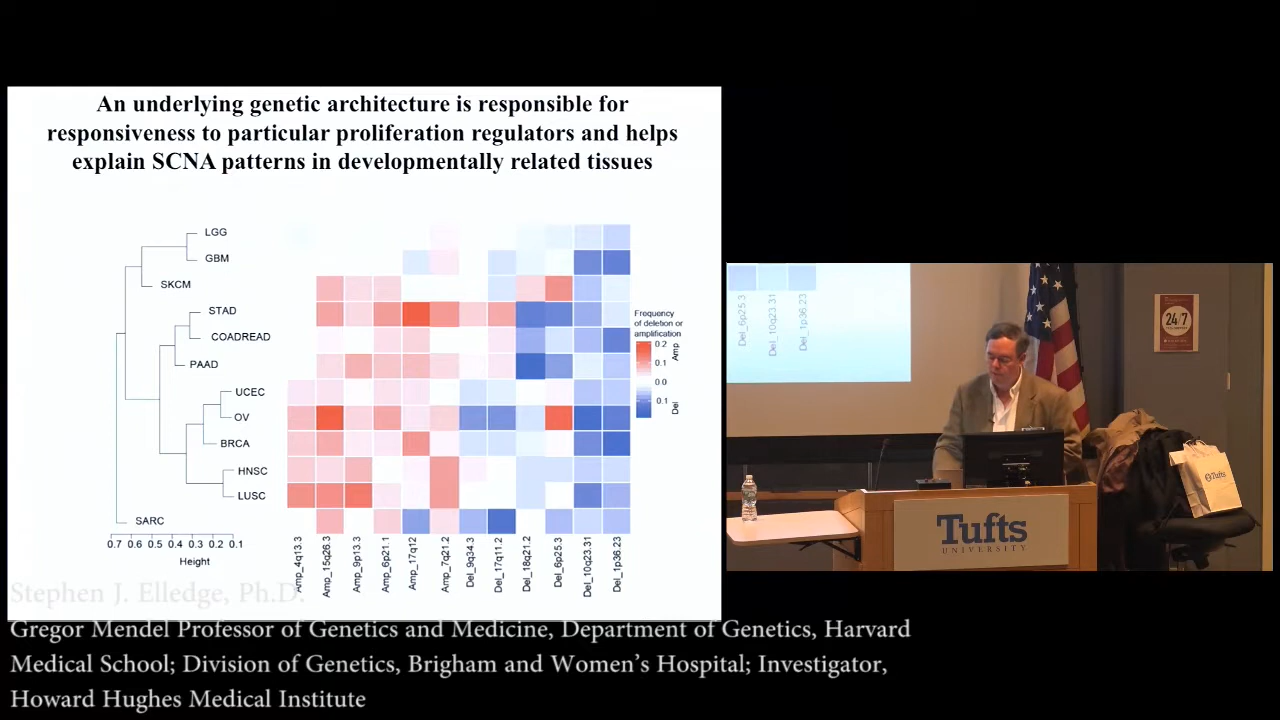 An underlying genetic architecture is responsible for
responsiveness to particular proliferation regulators and helps
explain SCNA patterns in developmentally related tissues
LGG
GBM
SKCM
STAD
COADREAD
PAAD
UCEC
OV
BRCA
HNSC
LUSC
SARC
0.7 0.6 0.5 0.4 0.3 0.2 0.1
Height
Amp_4q13.3
Amp_15q26.3
Amp_9p13.3
Amp_6p21.1
Amp_17q12
Amp_7q21.2
Del_9q34.3
Del_17q11.2
Del_18q21.2
Del_6p25.3
Del_10q23.31
Del_1p36.23
Frequency
of deletion or
amplification
0.2
0.1
0.0
0.1
Amp
Del
Del_6p25.3
Del_10q23.31
Del_1p36.23
24/7
Tufts
Tufts
UNIVERSITY
Stephen J. Elledge, Ph.D.
Gregor Mendel Professor of Genetics and Medicine, Department of Genetics, Harvard
Medical School; Division of Genetics, Brigham and Women's Hospital; Investigator,
Howard Hughes Medical Institute